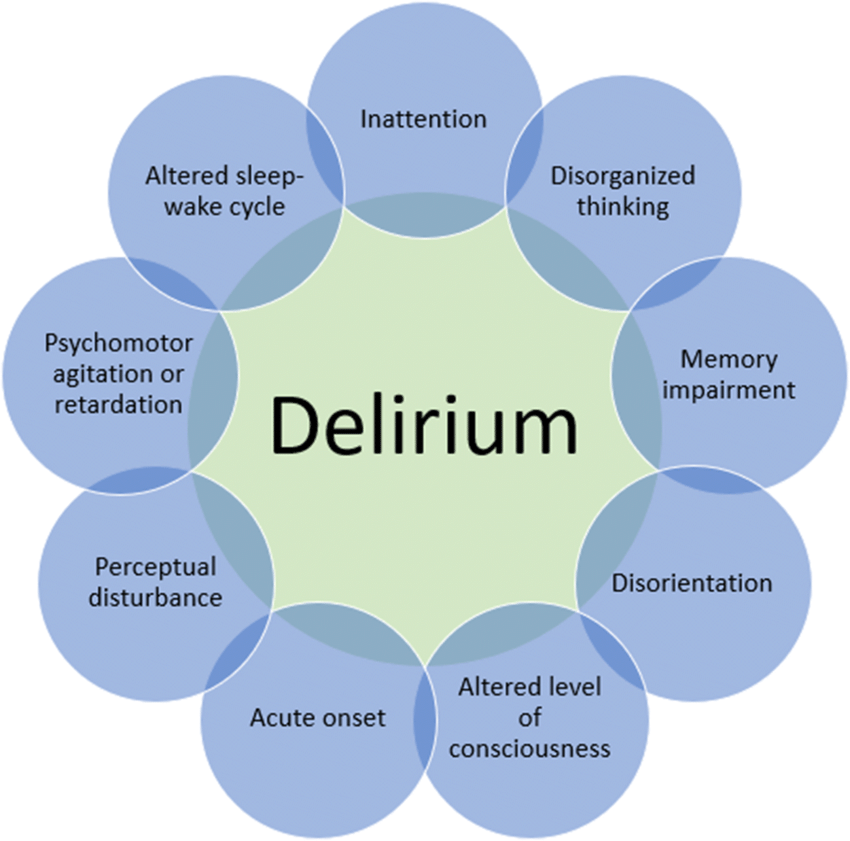 Inattention
Disorganized
thinking
Memory
impairment
Disorientation
Altered level
of
consciousness
Acute onset
Perceptual
disturbance
Psychomotor
agitation or
retardation
Altered sleep-
wake cycle
Delirium